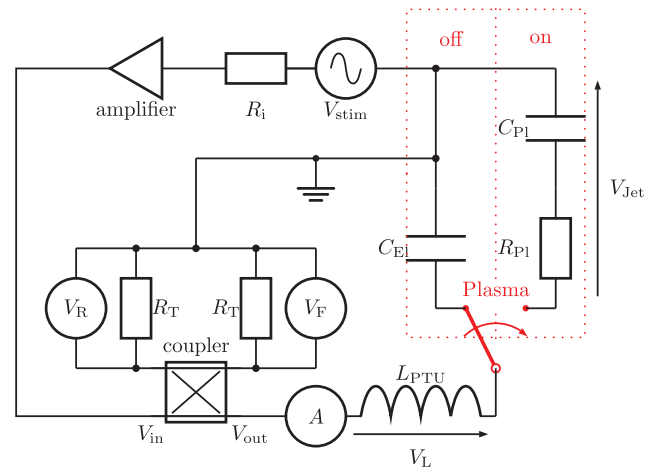 off on
amplifier
R_i
V_stim
C_Pl
V_Jet
C_El
R_Pl
V_R
R_T
R_T
V_F
Plasma
coupler
L_PTU
V_in
V_out
A
V_L